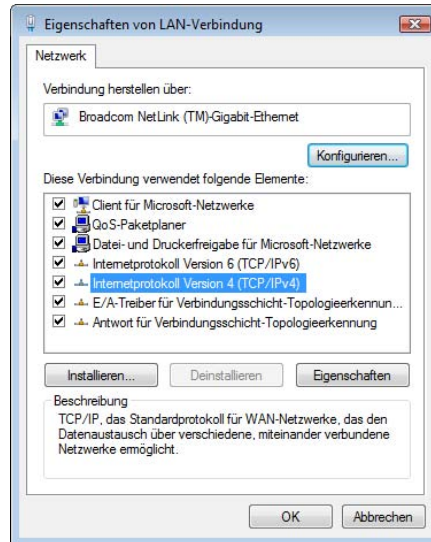 Eigenschaften von LAN-Verbindung
Netzwerk
Verbindung herstellen über:
Broadcom NetLink (TM)-Gigabit-Ethernet
Konfigurieren...
Diese Verbindung verwendet folgende Elemente:
Client für Microsoft-Netzwerke
QoS-Paketplaner
Datei- und Druckerfreigabe für Microsoft-Netzwerke
Internetprotokoll Version 6 (TCP/IPv6)
Internetprotokoll Version 4 (TCP/IPv4)
E/A-Treiber für Verbindungsschicht-Topologieerkennun...
Antwort für Verbindungsschicht-Topologieerkennung
Installieren... Deinstallieren Eigenschaften
Beschreibung
TCP/IP, das Standardprotokoll für WAN-Netzwerke, das den
Datenaustausch über verschiedene, miteinander verbundene
Netzwerke ermöglicht.
OK Abbrechen